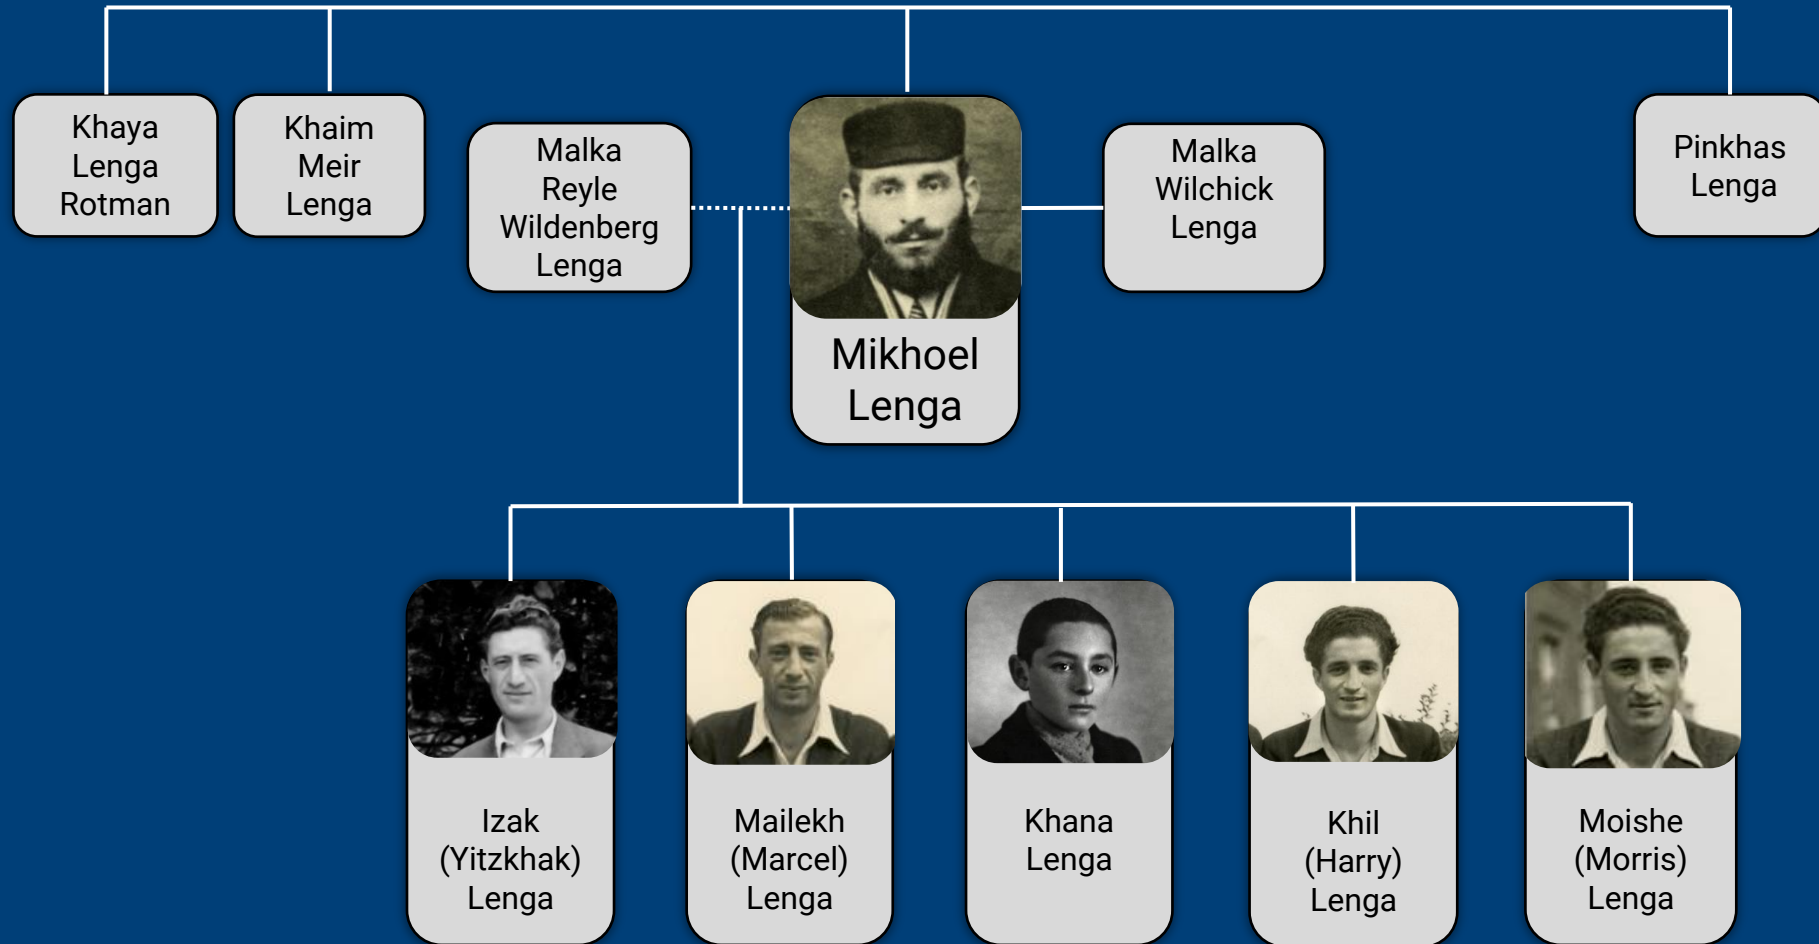 Khaya
Lenga
Rotman
Khaim
Meir
Lenga
Malka
Reyle
Wildenberg
Lenga
Mikhoel
Lenga
Malka
Wilchick
Lenga
Pinkhas
Lenga
Izak
(Yitzkhak)
Lenga
Mailekh
(Marcel)
Lenga
Khana
Lenga
Khil
(Harry)
Lenga
Moishe
(Morris)
Lenga